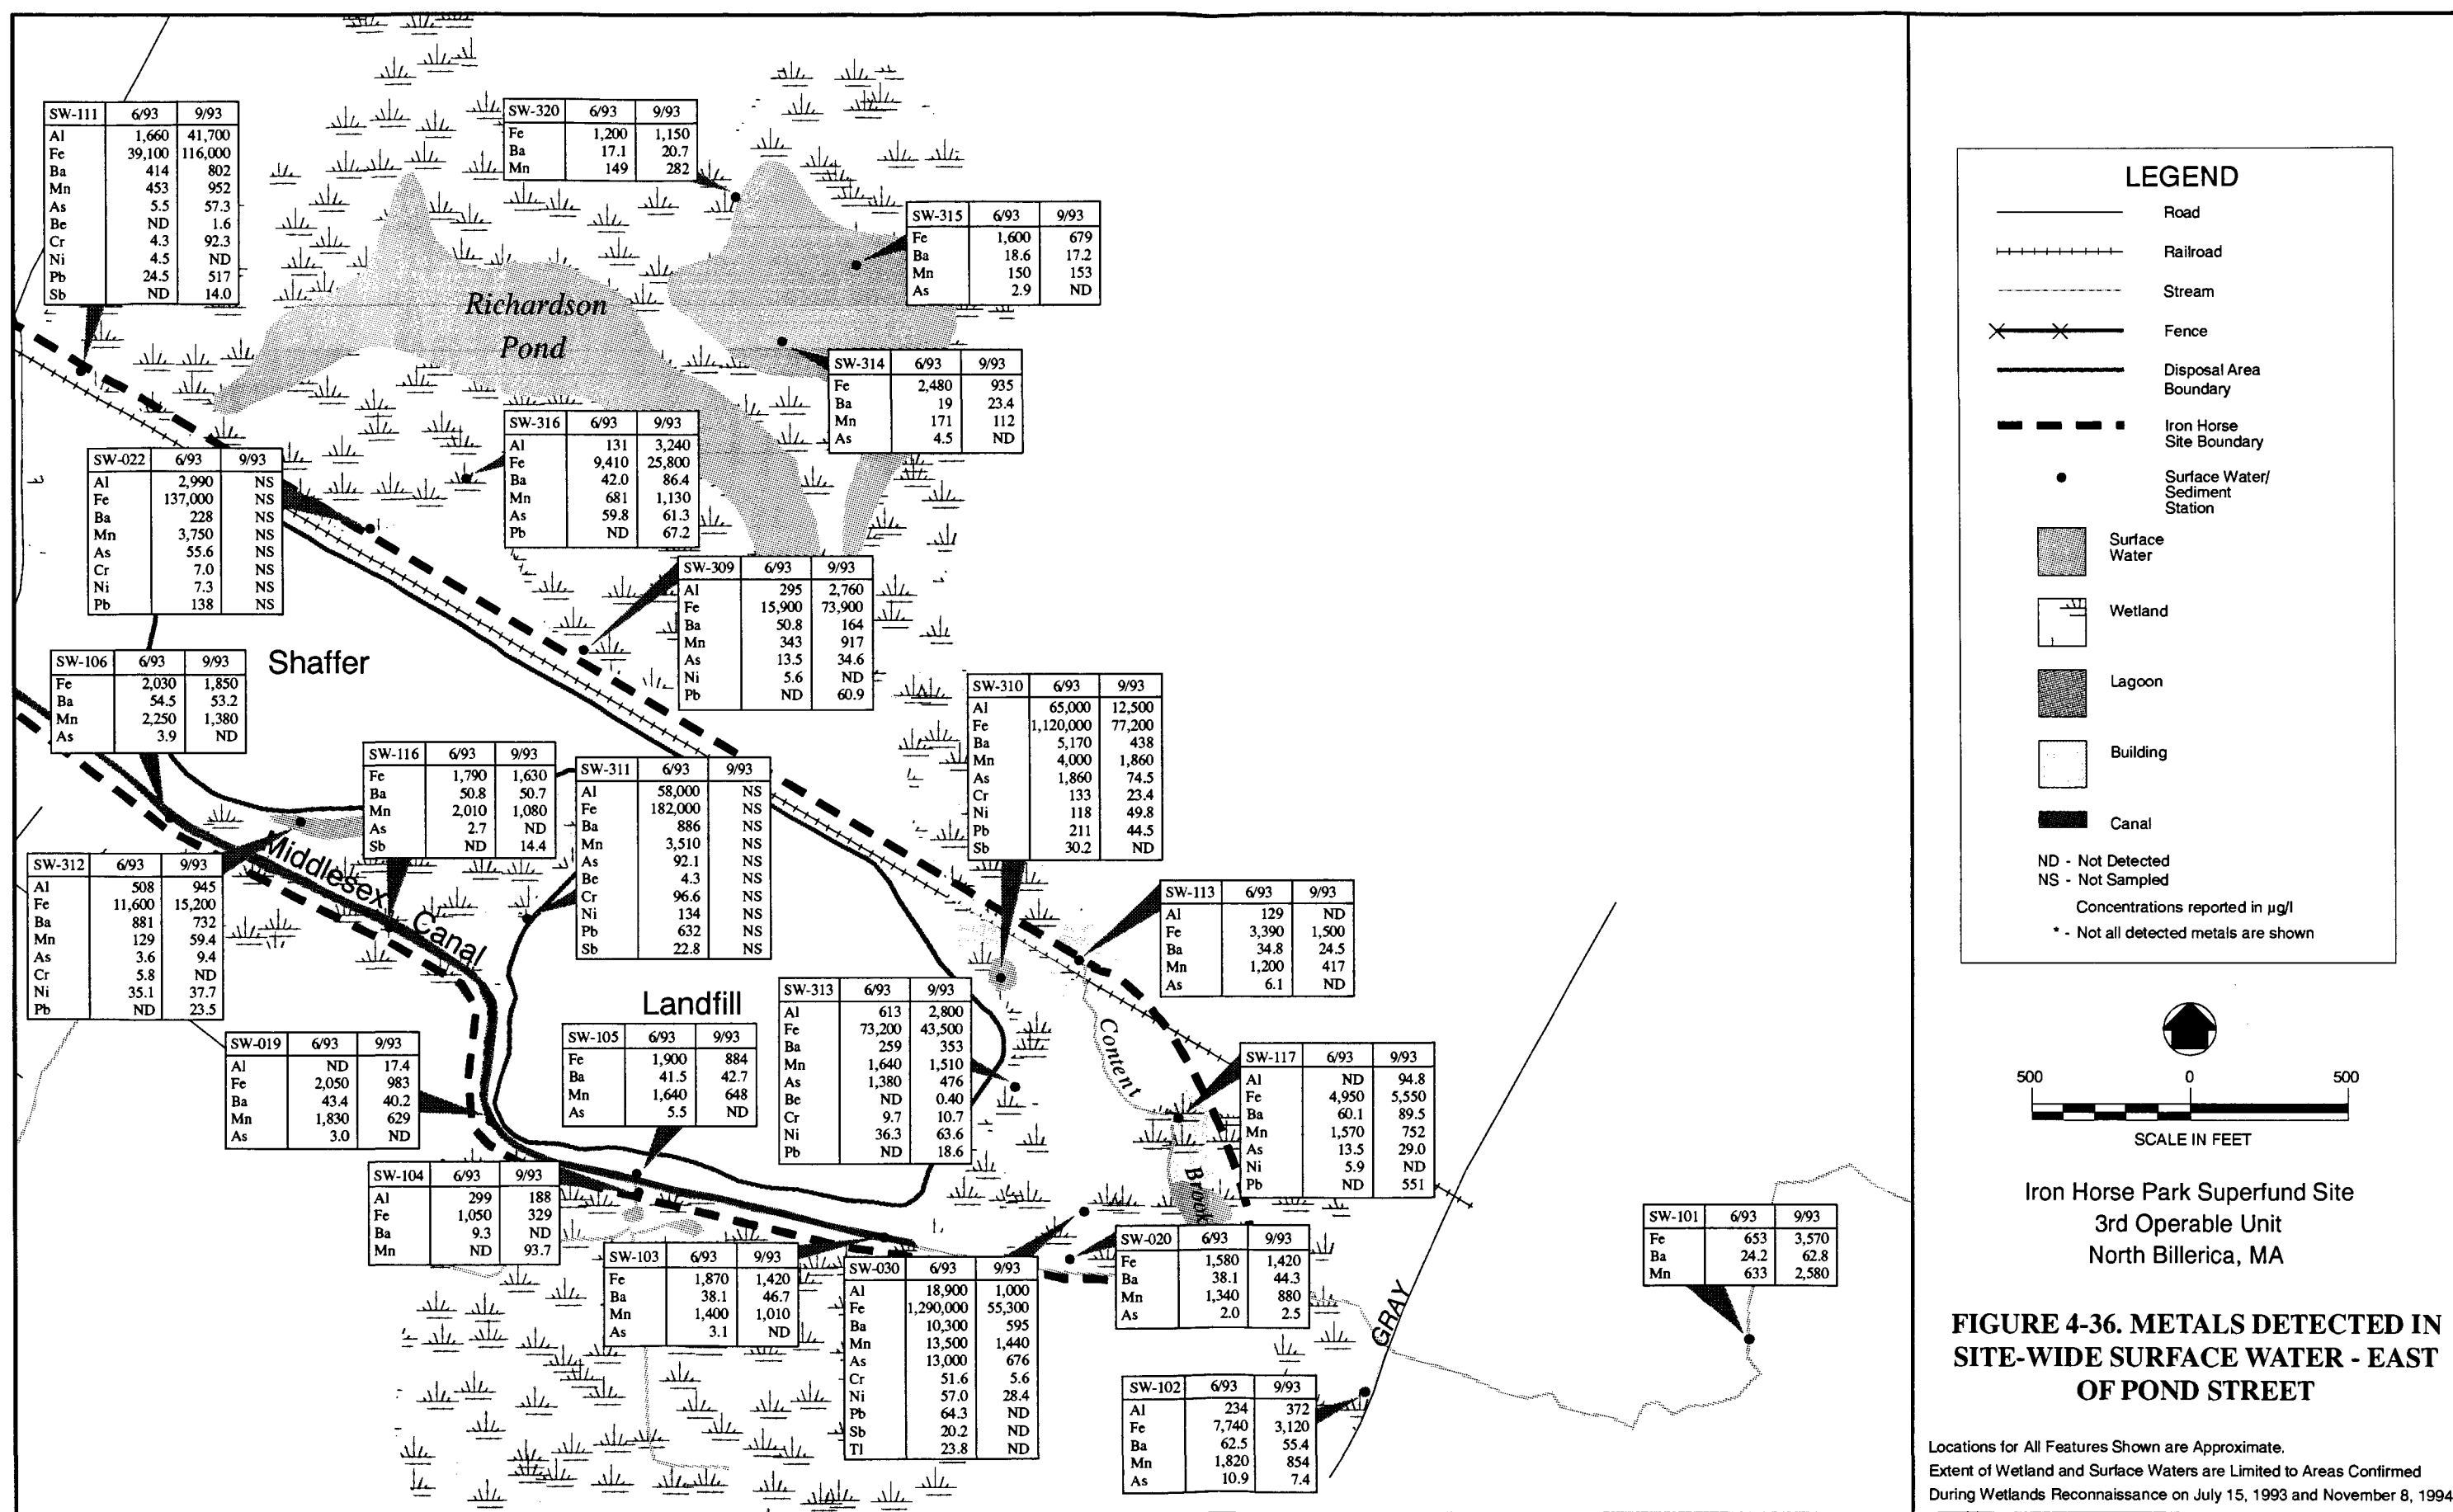 SW-111 6/93 9/93
Al 1,660 41,700
Fe 39,100 116,000
Ba 414 802
Mn 453 952
As 5.5 57.3
Be ND 1.6
Cr 4.3 92.3
Ni 4.5 ND
Pb 24.5 517
Sb ND 14.0
SW-320 6/93 9/93
Fe 1,200 1,150
Ba 17.1 20.7
Mn 149 282
SW-315 6/93 9/93
Fe 1,600 679
Ba 18.6 17.2
Mn 150 153
As 2.9 ND
Richardson
Pond
SW-314 6/93 9/93
Fe 2,480 935
Ba 19 23.4
Mn 171 112
As 4.5 ND
SW-316 6/93 9/93
Al 131 3,240
Fe 9,410 25,800
Ba 42.0 86.4
Mn 681 1,130
As 59.8 61.3
Pb ND 67.2
SW-022 6/93 9/93
Al 2,990 NS
Fe 137,000 NS
Ba 228 NS
Mn 3,750 NS
As 55.6 NS
Cr 7.0 NS
Ni 7.3 NS
Pb 138 NS
SW-309 6/93 9/93
Al 295 2,760
Fe 15,900 73,900
Ba 50.8 164
Mn 343 917
As 13.5 34.6
Ni 5.6 ND
Pb ND 60.9
Shaffer
SW-106 6/93 9/93
Fe 2,030 1,850
Ba 54.5 53.2
Mn 2,250 1,380
As 3.9 ND
SW-310 6/93 9/93
Al 65,000 12,500
Fe 1,120,000 77,200
Ba 5,170 438
Mn 4,000 1,860
As 1,860 74.5
Cr 133 23.4
Ni 118 49.8
Pb 211 44.5
Sb 30.2 ND
SW-116 6/93 9/93
Fe 1,790 1,630
Ba 50.8 50.7
Mn 2,010 1,080
As 2.7 ND
Sb ND 14.4
SW-311 6/93 9/93
Al 58,000 NS
Fe 182,000 NS
Ba 886 NS
Mn 3,510 NS
As 92.1 NS
Be 4.3 NS
Cr 96.6 NS
Ni 134 NS
Pb 632 NS
Sb 22.8 NS
Middlesex Canal
SW-312 6/93 9/93
Al 508 945
Fe 11,600 15,200
Ba 881 732
Mn 129 59.4
As 3.6 9.4
Cr 5.8 ND
Ni 35.1 37.7
Pb ND 23.5
SW-113 6/93 9/93
Al 129 ND
Fe 3,390 1,500
Ba 34.8 24.5
Mn 1,200 417
As 6.1 ND
Landfill
SW-313 6/93 9/93
Al 613 2,800
Fe 73,200 43,500
Ba 259 353
Mn 1,640 1,510
As 1,380 476
Be ND 0.40
Cr 9.7 10.7
Ni 36.3 63.6
Pb ND 18.6
SW-019 6/93 9/93
Al ND 17.4
Fe 2,050 983
Ba 43.4 40.2
Mn 1,830 629
As 3.0 ND
SW-105 6/93 9/93
Fe 1,900 884
Ba 41.5 42.7
Mn 1,640 648
As 5.5 ND
Content
Brook
SW-117 6/93 9/93
Al ND 94.8
Fe 4,950 5,550
Ba 60.1 89.5
Mn 1,570 752
As 13.5 29.0
Ni 5.9 ND
Pb ND 551
SW-104 6/93 9/93
Al 299 188
Fe 1,050 329
Ba 9.3 ND
Mn ND 93.7
SW-103 6/93 9/93
Fe 1,870 1,420
Ba 38.1 46.7
Mn 1,400 1,010
As 3.1 ND
SW-030 6/93 9/93
Al 18,900 1,000
Fe 1,290,000 55,300
Ba 10,300 595
Mn 13,500 1,440
As 13,000 676
Cr 51.6 5.6
Ni 57.0 28.4
Pb 64.3 ND
Sb 20.2 ND
Tl 23.8 ND
SW-020 6/93 9/93
Fe 1,580 1,420
Ba 38.1 44.3
Mn 1,340 880
As 2.0 2.5
GRAY
SW-102 6/93 9/93
Al 234 372
Fe 7,740 3,120
Ba 62.5 55.4
Mn 1,820 854
As 10.9 7.4
SW-101 6/93 9/93
Fe 653 3,570
Ba 24.2 62.8
Mn 633 2,580
LEGEND
Road
Railroad
Stream
Fence
Disposal Area
Boundary
Iron Horse
Site Boundary
Surface Water/
Sediment
Station
Surface
Water
Wetland
Lagoon
Building
Canal
ND - Not Detected
NS - Not Sampled
Concentrations reported in µg/l
* - Not all detected metals are shown
500 0 500
SCALE IN FEET
Iron Horse Park Superfund Site
3rd Operable Unit
North Billerica, MA
FIGURE 4-36. METALS DETECTED IN
SITE-WIDE SURFACE WATER - EAST
OF POND STREET
Locations for All Features Shown are Approximate.
Extent of Wetland and Surface Waters are Limited to Areas Confirmed
During Wetlands Reconnaissance on July 15, 1993 and November 8, 1994